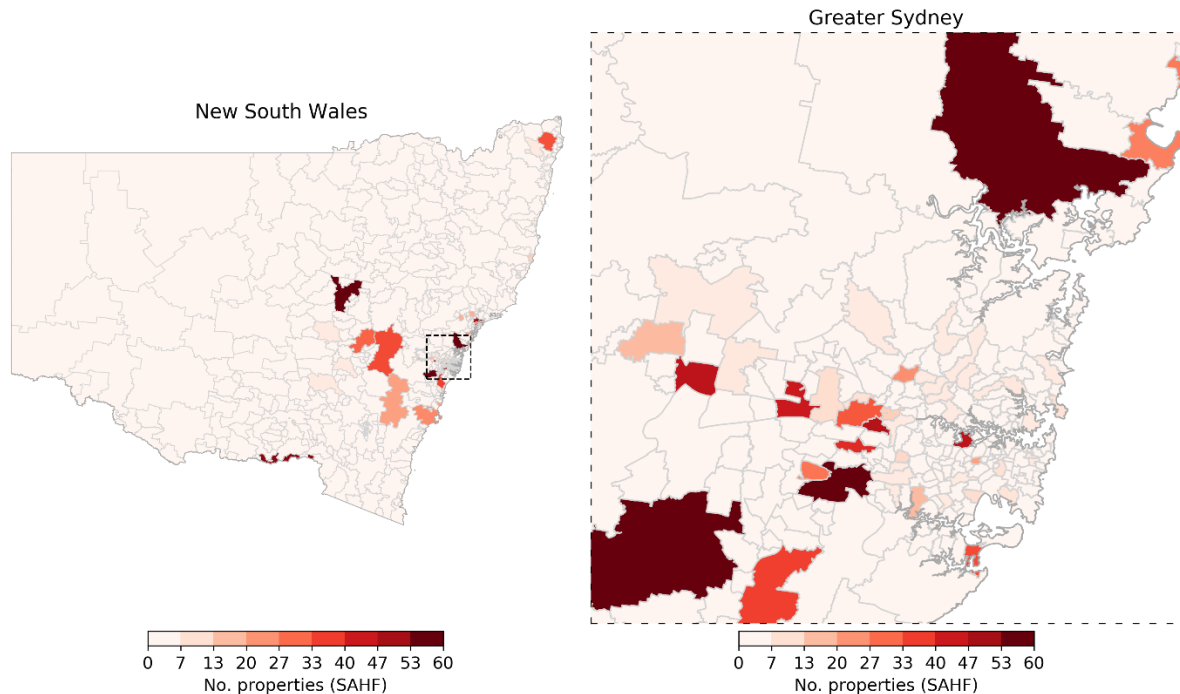 Greater Sydney
New South Wales
0 7 13 20 27 33 40 47 53 60
No. properties (SAHF)
0 7 13 20 27 33 40 47 53 60
No. properties (SAHF)